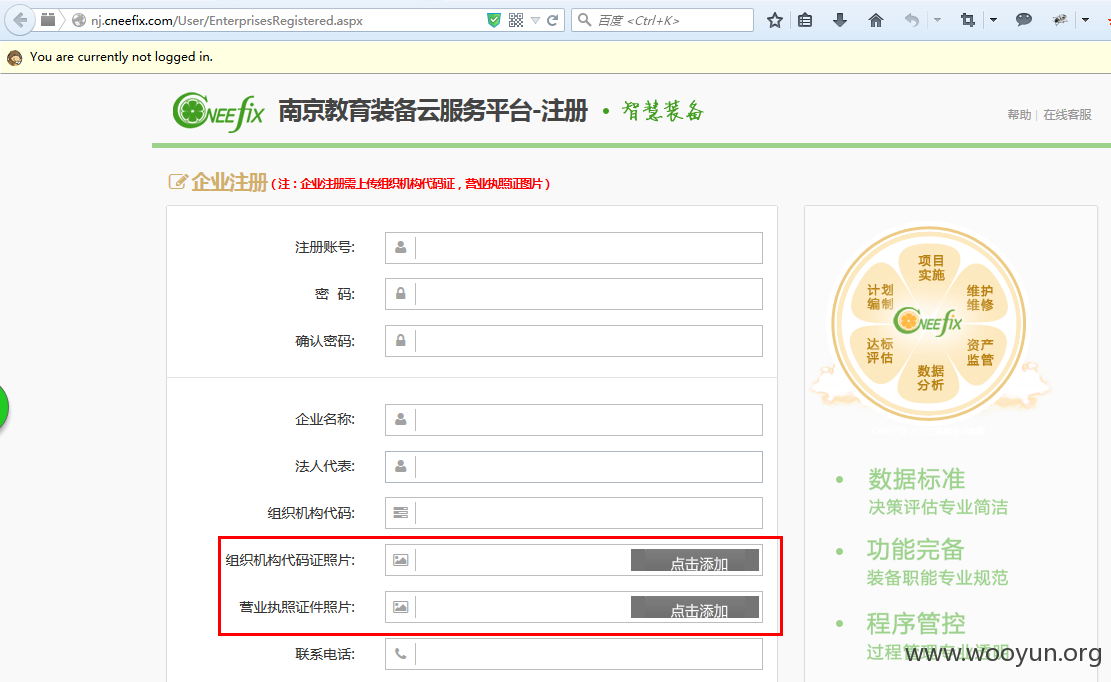 nj.cneefix.com/User/EnterprisesRegistered.aspx
百度 <Ctrl+K>
You are currently not logged in.
CNEEfix 南京教育装备云服务平台-注册 • 智慧装备
帮助 | 在线客服
企业注册 ( 注：企业注册需上传组织机构代码证，营业执照证图片 )
注册账号:
密 码:
确认密码:
企业名称:
法人代表:
组织机构代码:
组织机构代码证照片: 点击添加
营业执照证件照片: 点击添加
联系电话:
项目实施
维护维修
资产监管
数据分析
达标评估
计划编制
CNEEfix
• 数据标准
决策评估专业简洁
• 功能完备
装备职能专业规范
• 程序管控
过程管理专业透明
www.wooyun.org